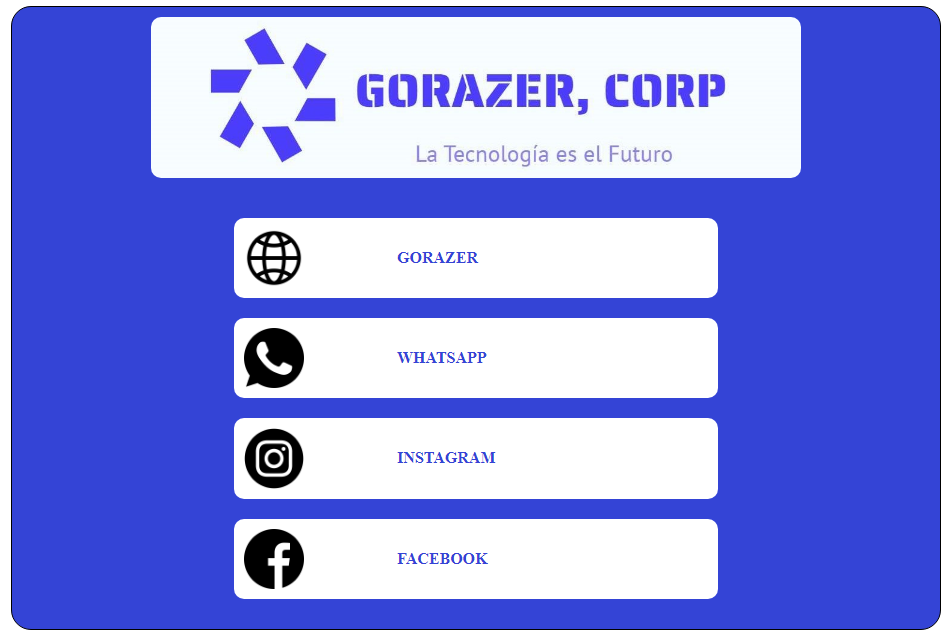 GORAZER, CORP
La Tecnología es el Futuro
GORAZER
WHATSAPP
INSTAGRAM
FACEBOOK